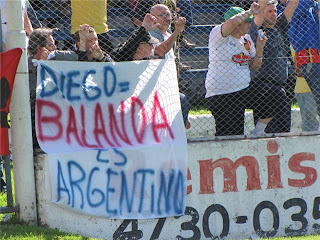 DIEGO=
BALANDA
ES
ARGENTINO
emis
4730-035